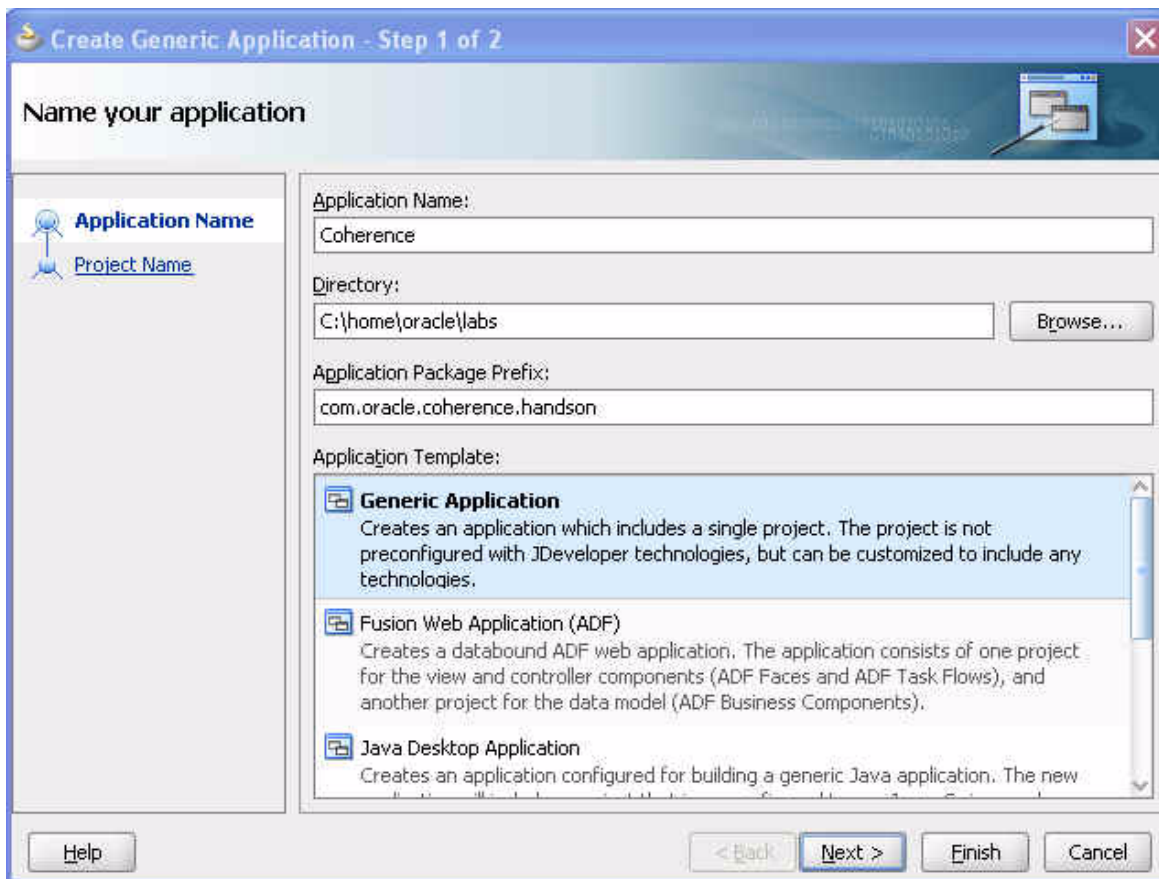 Create Generic Application - Step 1 of 2
Name your application
Application Name
Project Name
Application Name:
Coherence
Directory:
C:\home\oracle\labs
Browse...
Application Package Prefix:
com.oracle.coherence.handson
Application Template:
Generic Application
Creates an application which includes a single project. The project is not
preconfigured with JDeveloper technologies, but can be customized to include any
technologies.
Fusion Web Application (ADF)
Creates a databound ADF web application. The application consists of one project
for the view and controller components (ADF Faces and ADF Task Flows), and
another project for the data model (ADF Business Components).
Java Desktop Application
Creates an application configured for building a generic Java application. The new
Help
< Back
Next >
Finish
Cancel